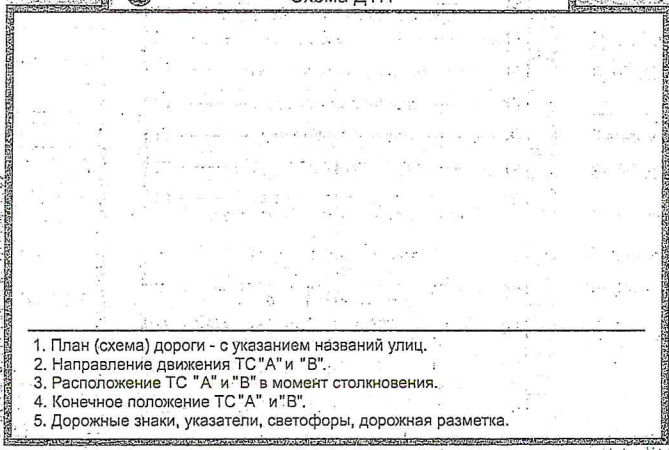 Схема ДТП
1. План (схема) дороги - с указанием названий улиц.
2. Направление движения ТС "А" и "В".
3. Расположение ТС "А" и "В" в момент столкновения.
4. Конечное положение ТС "А" и "В".
5. Дорожные знаки, указатели, светофоры, дорожная разметка.